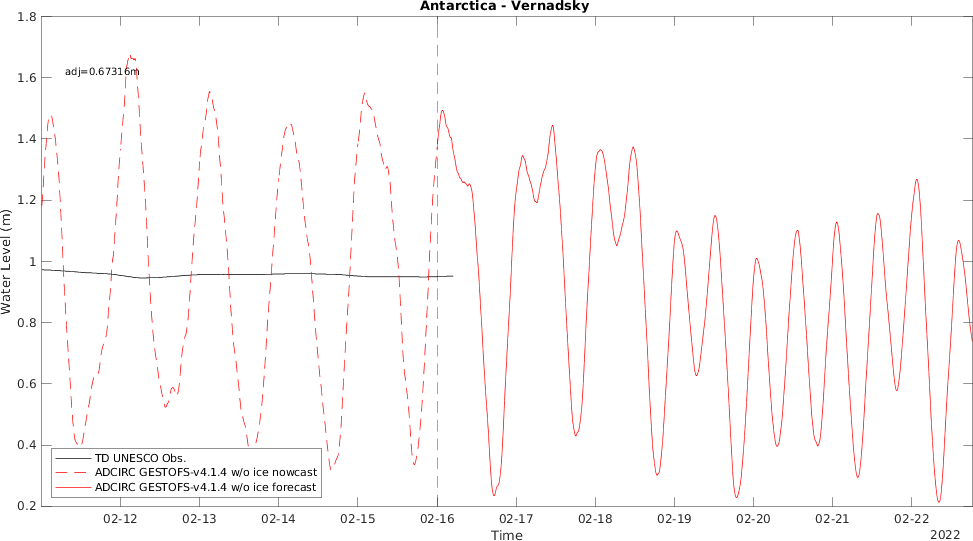 Antarctica - Vernadsky
1.8
1.6
1.4
1.2
1
0.8
0.6
0.4
0.2
Water Level (m)
adj=0.67316m
TD UNESCO Obs.
ADCIRC GESTOFS-v4.1.4 w/o ice nowcast
ADCIRC GESTOFS-v4.1.4 w/o ice forecast
02-12 02-13 02-14 02-15 02-16 02-17 02-18 02-19 02-20 02-21 02-22
Time
2022